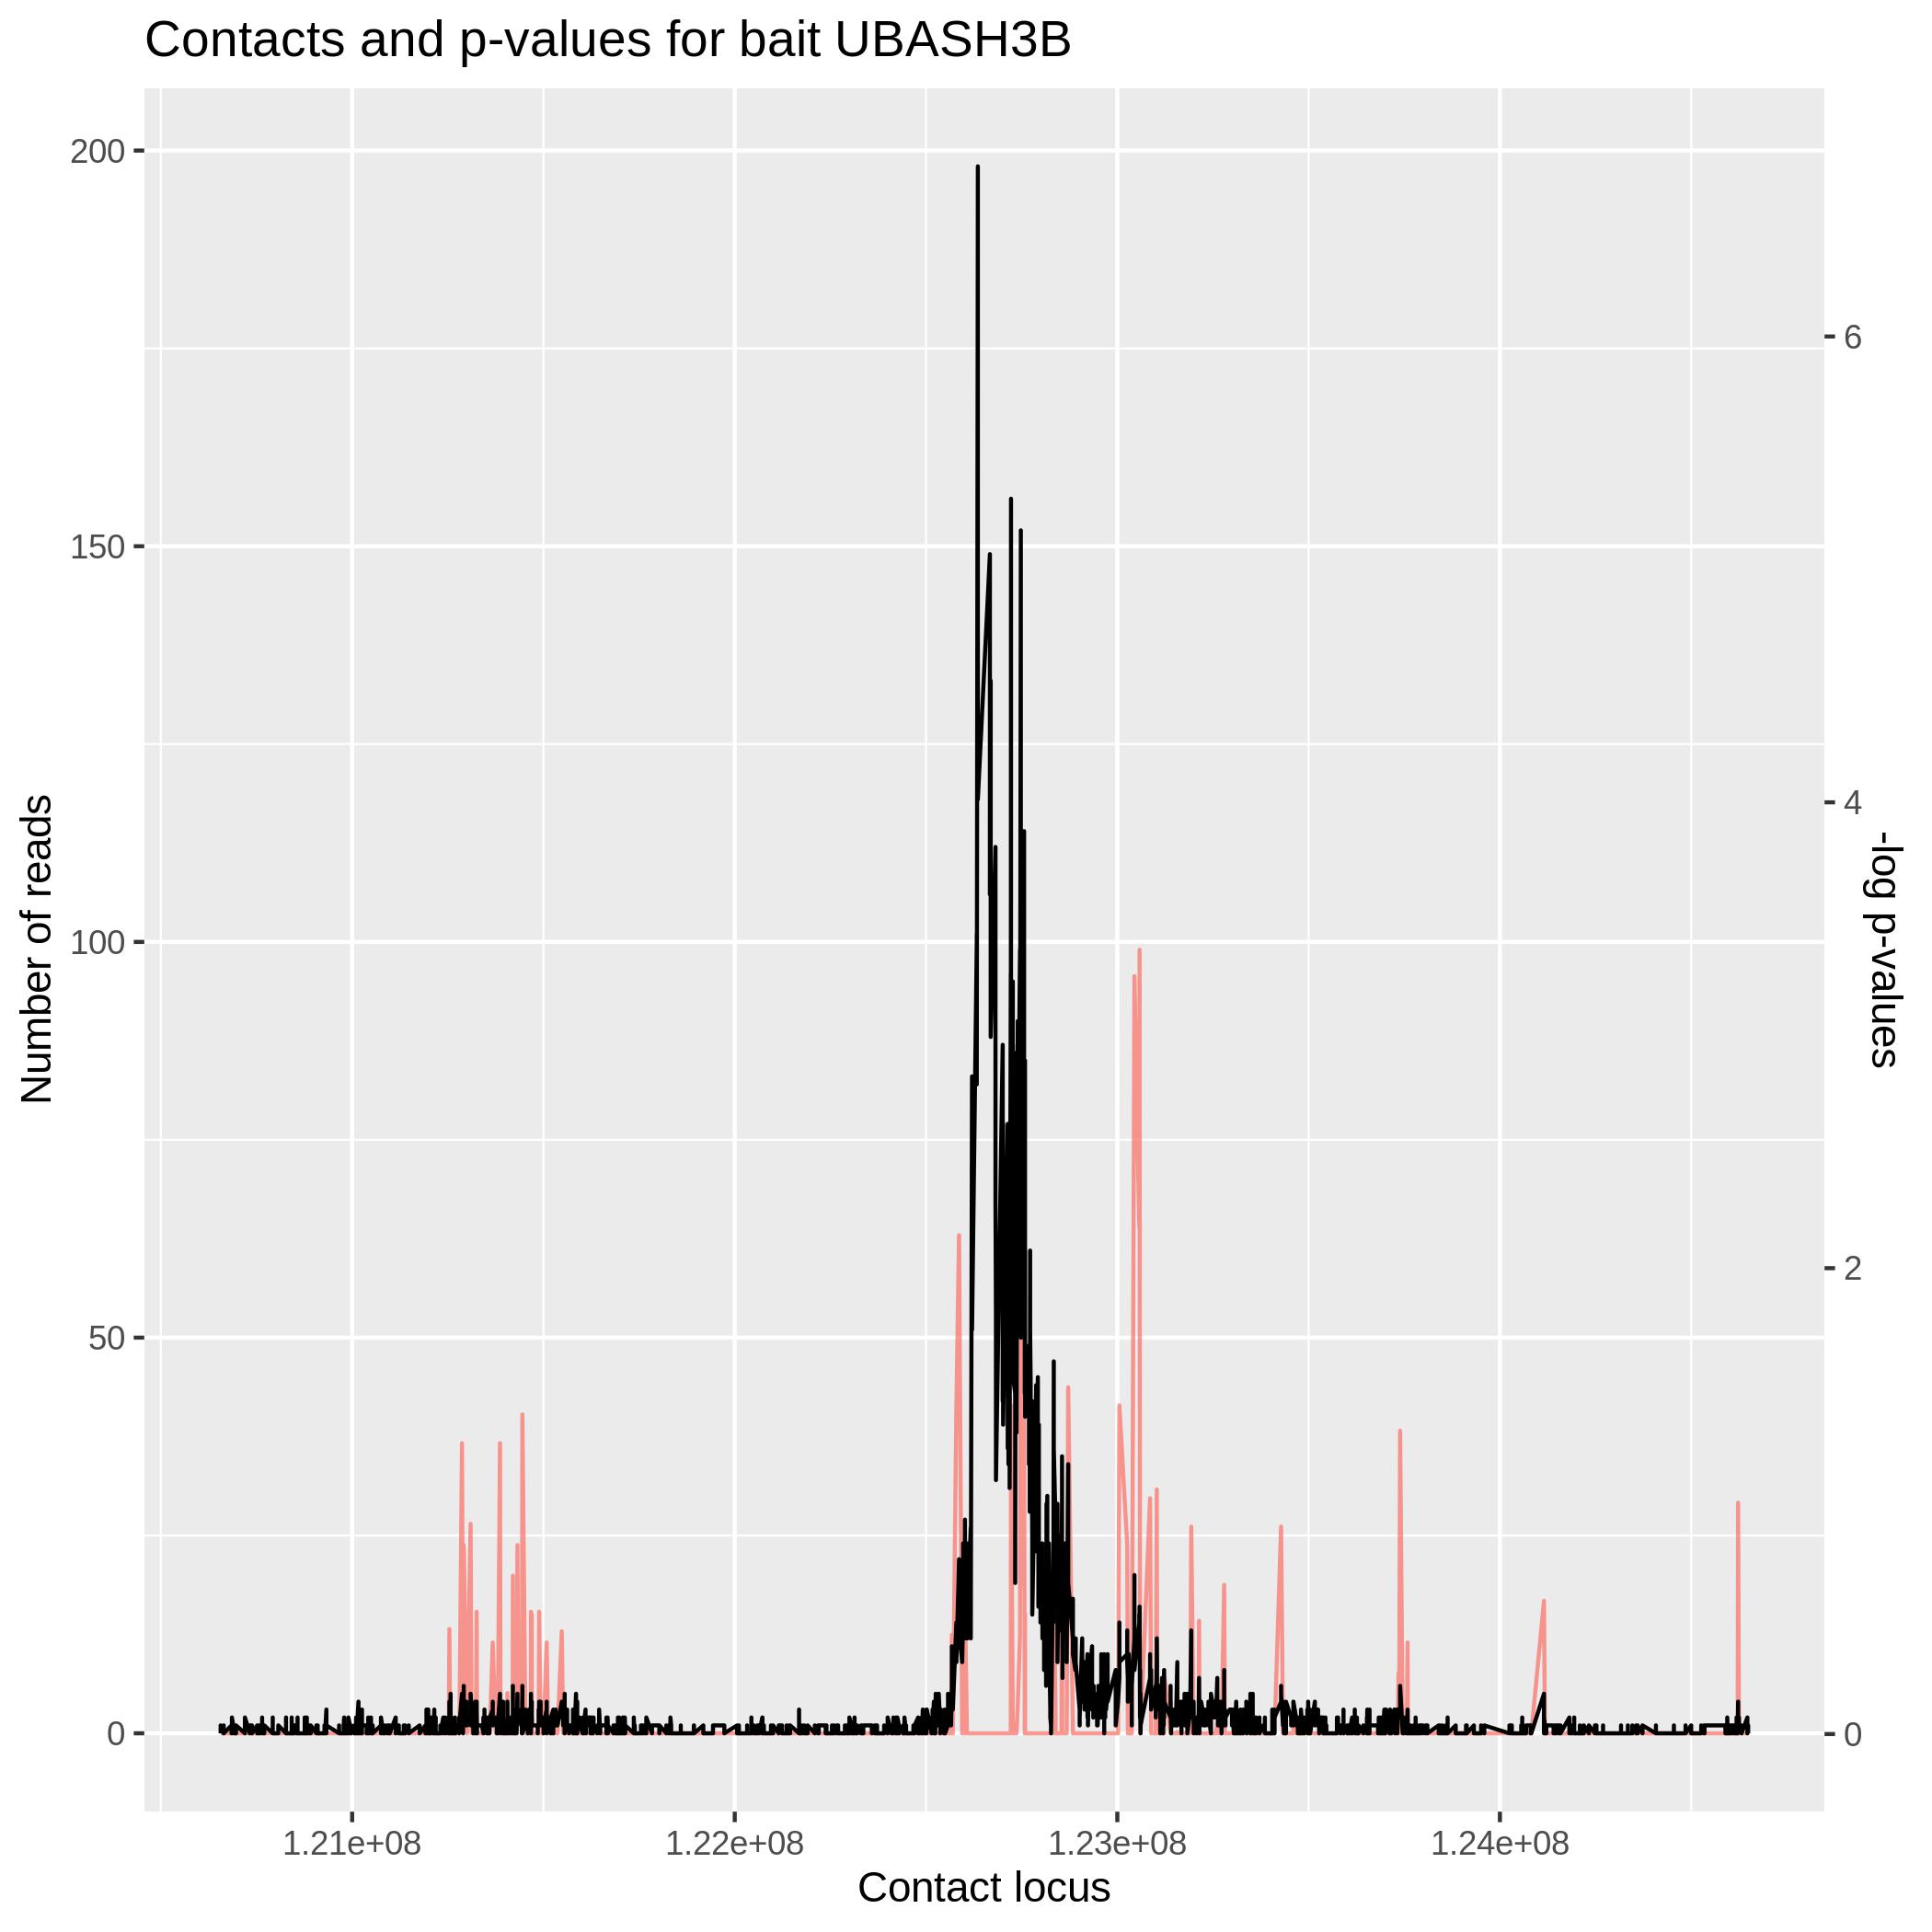 Contacts and p-values for bait UBASH3B
200
150
100
50
0
Number of reads
6
4
2
0
-log p-values
1.21e+08
1.22e+08
1.23e+08
1.24e+08
Contact locus